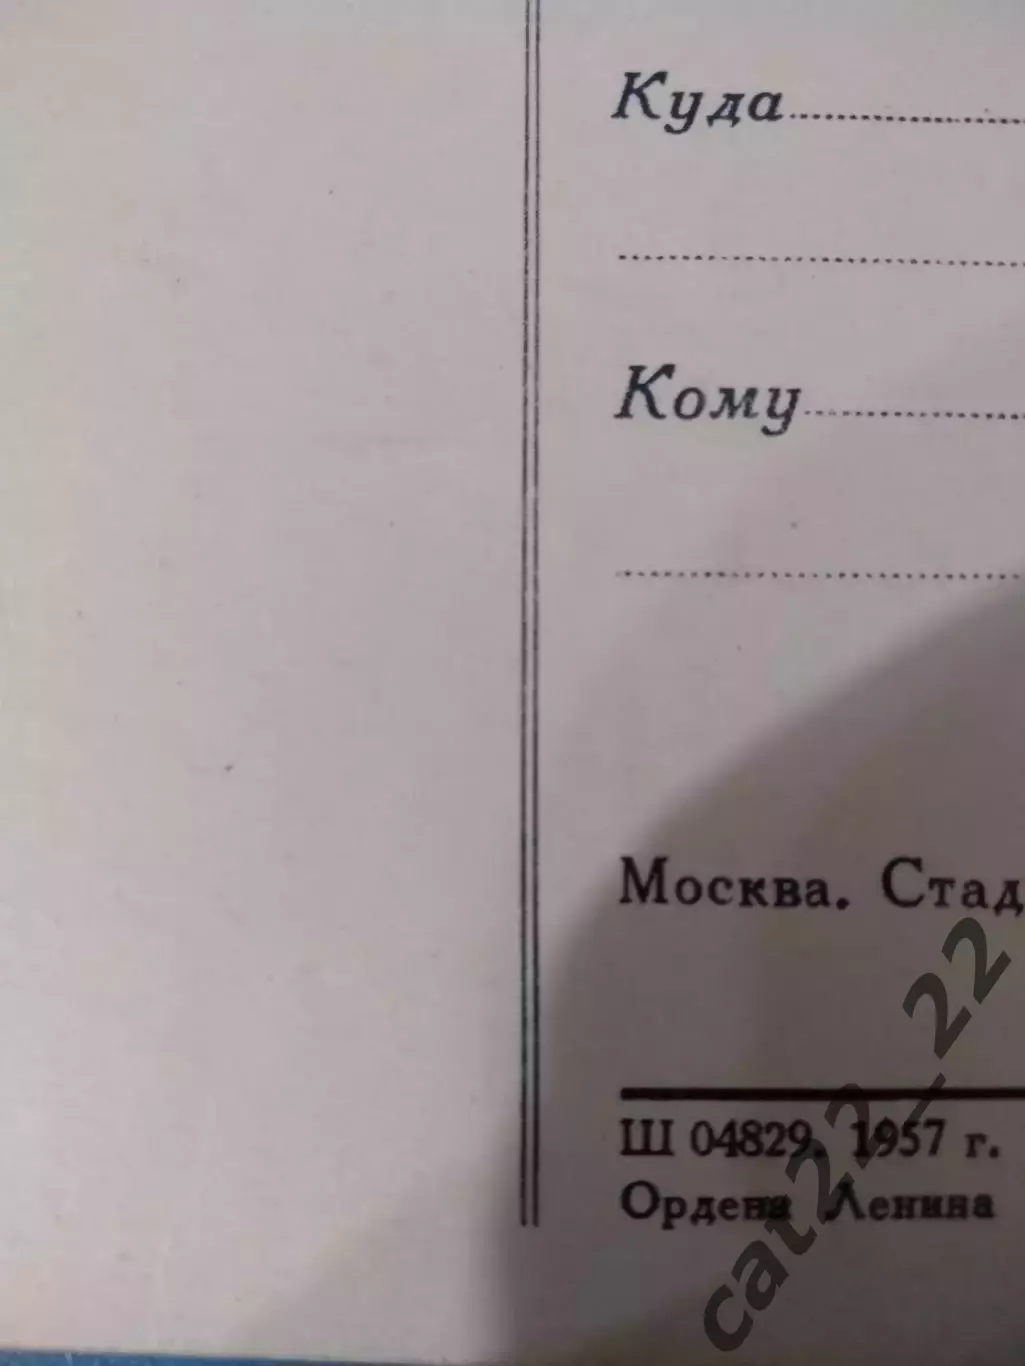 Куда
Кому
Москва. Стад
Ш 04829. 1957 г.
Ордена Ленина
cat22_22